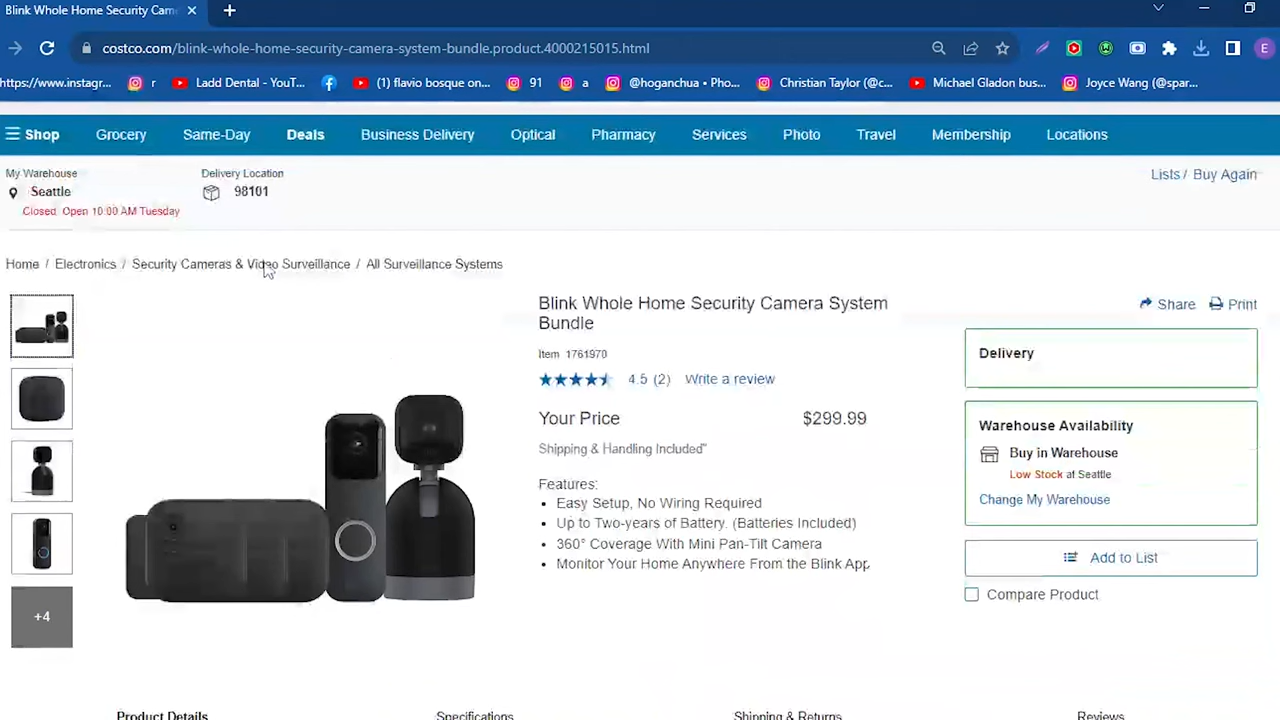 Blink Whole Home Security Cam
costco.com/blink-whole-home-security-camera-system-bundle.product.4000215015.html
E
https://www.instagr...
r
Ladd Dental - YouT...
(1) flavio bosque on...
91
a
@hoganchua • Pho...
Christian Taylor (@c...
Michael Gladon bus...
Joyce Wang (@spar...
Shop
Grocery
Same-Day
Deals
Business Delivery
Optical
Pharmacy
Services
Photo
Travel
Membership
Locations
My Warehouse
Seattle
Closed. Open 10:00 AM Tuesday
Delivery Location
98101
Lists / Buy Again
Home / Electronics / Security Cameras & Video Surveillance / All Surveillance Systems
+4
Blink Whole Home Security Camera System
Bundle
Item 1761970
4.5 (2) Write a review
Your Price $299.99
Shipping & Handling Included*
Features:
• Easy Setup, No Wiring Required
• Up to Two-years of Battery. (Batteries Included)
• 360° Coverage With Mini Pan-Tilt Camera
• Monitor Your Home Anywhere From the Blink App
Share
Print
Delivery
Warehouse Availability
Buy in Warehouse
Low Stock at Seattle
Change My Warehouse
Add to List
Compare Product
Product Details
Specifications
Shipping & Returns
Reviews